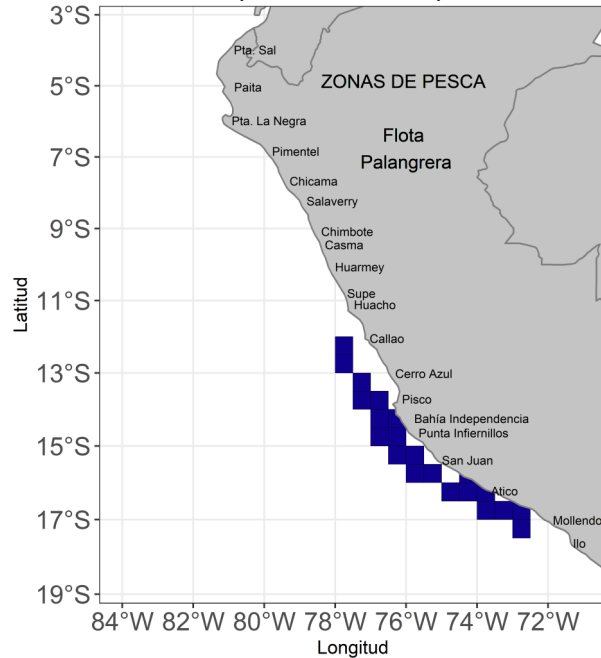 3°S
Pta. Sal
ZONAS DE PESCA
5°S
Paita
Pta. La Negra
Flota
Palangrera
7°S
Pimentel
Chicama
Salaverry
9°S
Chimbote
Casma
Huarmey
11°S
Supe
Huacho
Callao
13°S
Cerro Azul
Pisco
Bahía Independencia
Punta Infiernillos
15°S
San Juan
Atico
17°S
Mollendo
Ilo
19°S
84°W 82°W 80°W 78°W 76°W 74°W 72°W
Latitud
Longitud